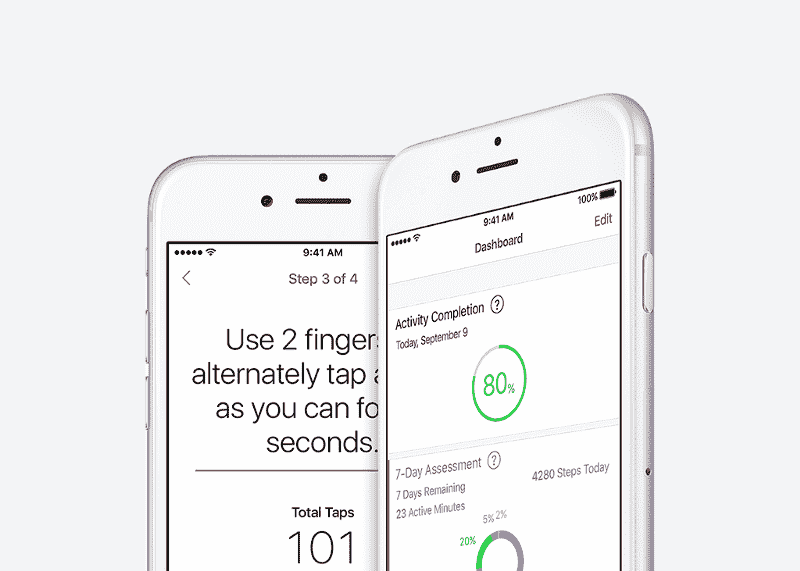 9:41 AM
Step 3 of 4
Use 2 fingers
alternately tap
as you can fo
seconds.
Total Taps
101
9:41 AM
100%
Dashboard
Edit
Activity Completion ?
Today, September 9
80%
7-Day Assessment ?
7 Days Remaining
4280 Steps Today
23 Active Minutes
5% 2%
20%